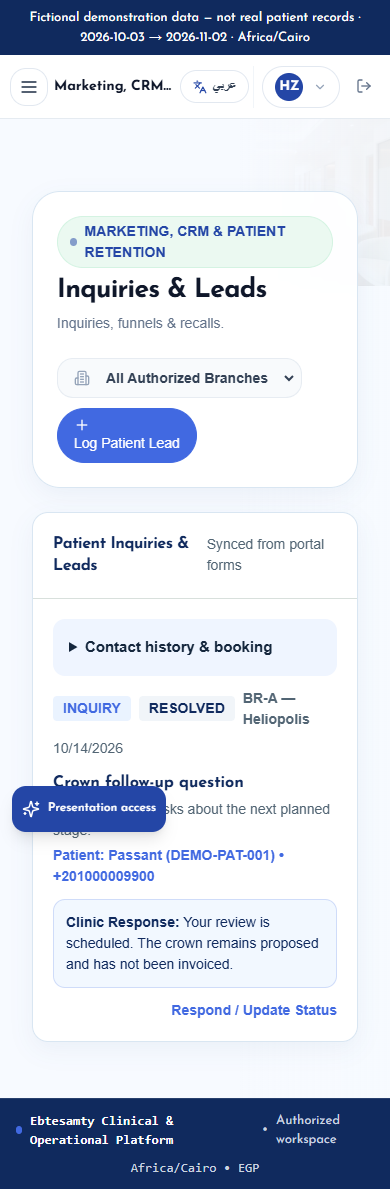 Fictional demonstration data — not real patient records ·
2026-10-03 → 2026-11-02 · Africa/Cairo
Marketing, CRM…
عربي
HZ
MARKETING, CRM & PATIENT
RETENTION
Inquiries & Leads
Inquiries, funnels & recalls.
All Authorized Branches
Log Patient Lead
Patient Inquiries &
Leads
Synced from portal
forms
Contact history & booking
INQUIRY
RESOLVED
BR-A —
Heliopolis
10/14/2026
Crown follow-up question
Presentation access
about the next planned
stage.
Patient: Passant (DEMO-PAT-001) •
+201000009900
Clinic Response: Your review is
scheduled. The crown remains proposed
and has not been invoiced.
Respond / Update Status
Ebtesamty Clinical &
Operational Platform
• Authorized
workspace
Africa/Cairo • EGP